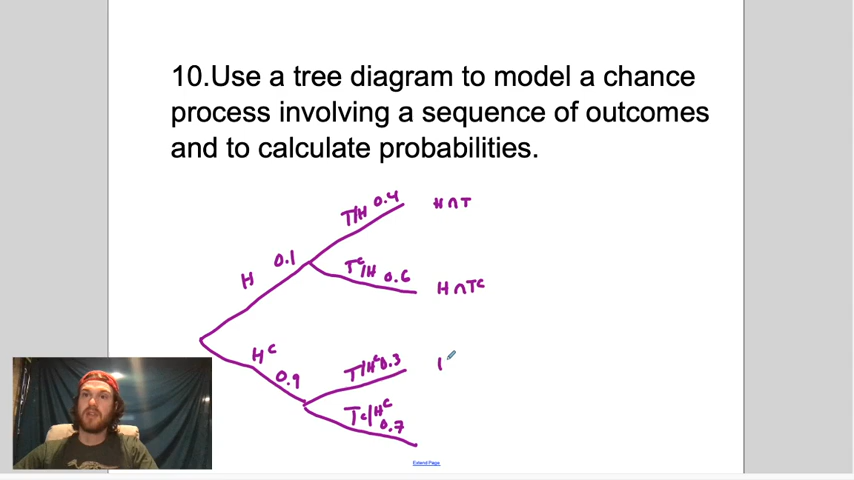 10.Use a tree diagram to model a chance
process involving a sequence of outcomes
and to calculate probabilities.
T/H 0.4 H∩T
H 0.1
T^c/H 0.6 H∩T^c
H^c 0.9
T/H^c 0.3
T^c/H^c 0.7
Extend Page